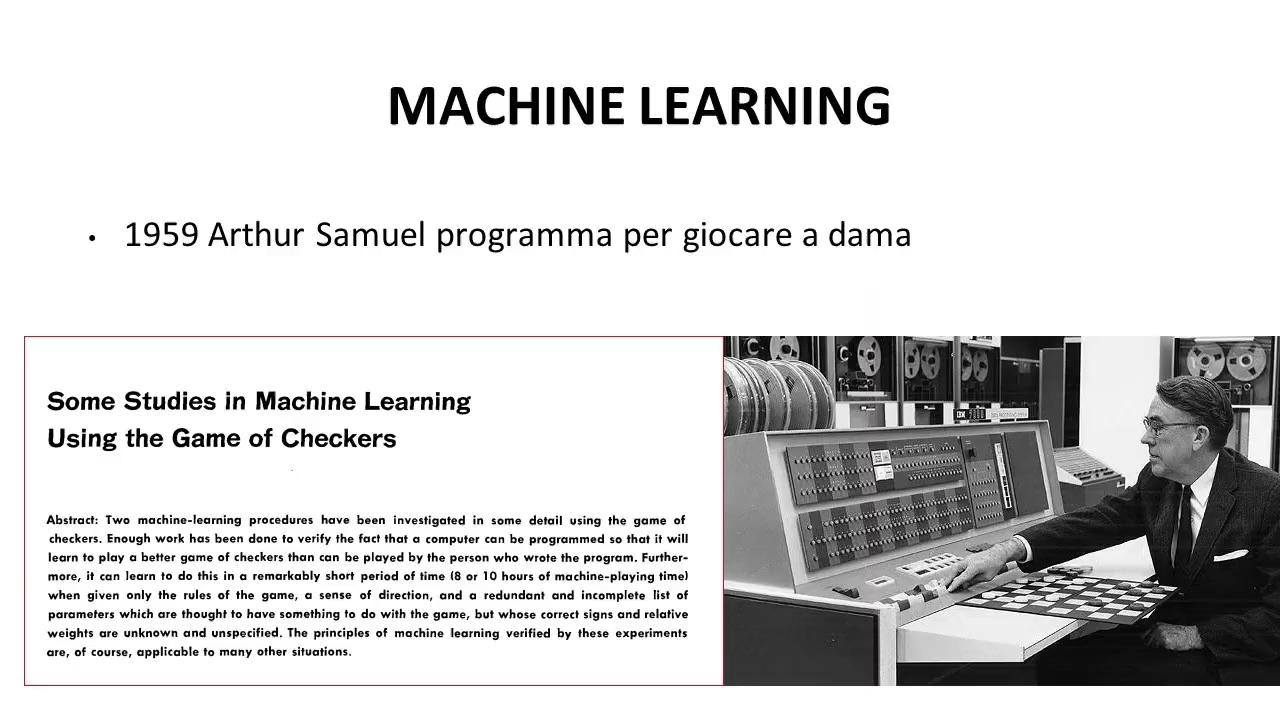 MACHINE LEARNING
• 1959 Arthur Samuel programma per giocare a dama
Some Studies in Machine Learning
Using the Game of Checkers
Abstract: Two machine-learning procedures have been investigated in some detail using the game of
checkers. Enough work has been done to verify the fact that a computer can be programmed so that it will
learn to play a better game of checkers than can be played by the person who wrote the program. Further-
more, it can learn to do this in a remarkably short period of time (8 or 10 hours of machine-playing time)
when given only the rules of the game, a sense of direction, and a redundant and incomplete list of
parameters which are thought to have something to do with the game, but whose correct signs and relative
weights are unknown and unspecified. The principles of machine learning verified by these experiments
are, of course, applicable to many other situations.
IBM